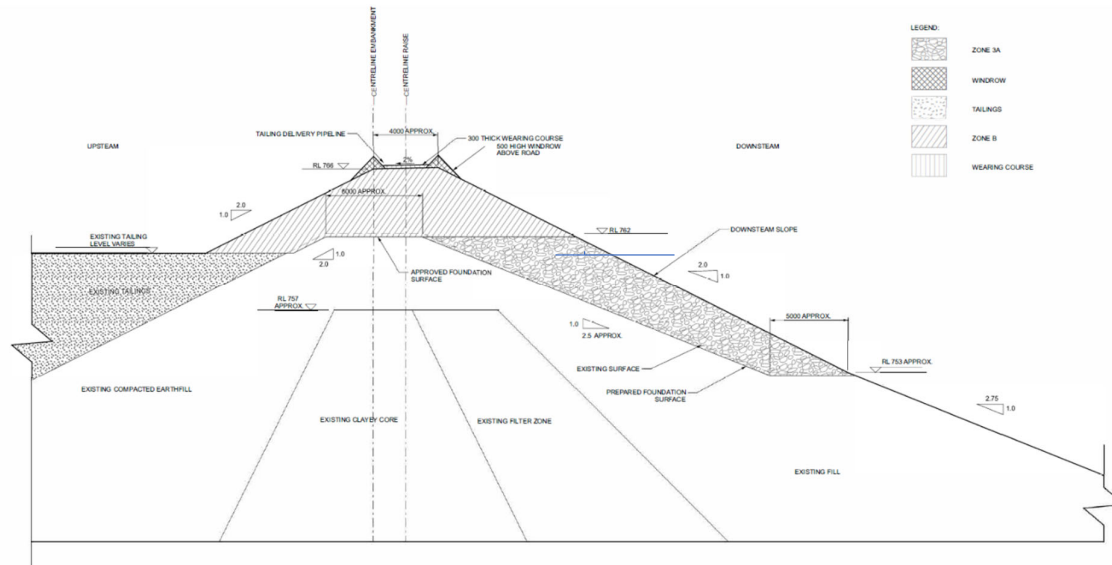 LEGEND:
ZONE 3A
WINDROW
TAILINGS
ZONE B
WEARING COURSE
CENTRELINE EMBANKMENT
CENTRELINE RAISE
UPSTEAM
DOWNSTEAM
TAILING DELIVERY PIPELINE
4000 APPROX.
300 THICK WEARING COURSE
500 HIGH WINDROW
ABOVE ROAD
2%
RL 766
6000 APPROX.
2.0
1.0
RL 762
DOWNSTEAM SLOPE
EXISTING TAILING
LEVEL VARIES
1.0
2.0
APPROVED FOUNDATION
SURFACE
2.0
1.0
EXISTING TAILINGS
RL 757
APPROX.
1.0
2.5 APPROX.
5000 APPROX.
RL 753 APPROX.
EXISTING SURFACE
PREPARED FOUNDATION
SURFACE
EXISTING COMPACTED EARTHFILL
2.75
1.0
EXISTING CLAYEY CORE
EXISTING FILTER ZONE
EXISTING FILL